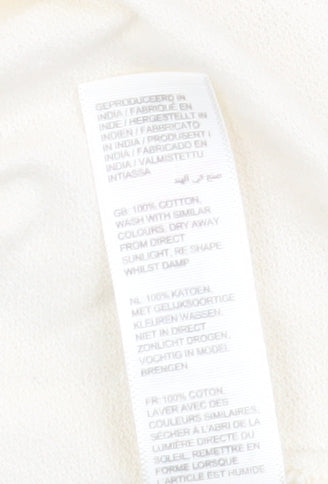 GEPRODUCEERD IN
INDIA / FABRIQUÉ EN
INDE / HERGESTELLT IN
INDIEN / FABBRICATO
IN INDIA / PRODUSERT I
INDIA / FABRICADO EN
INDIA / VALMISTETTU
INTIASSA
صنع في الهند
GB: 100% COTTON,
WASH WITH SIMILAR
COLOURS, DRY AWAY
FROM DIRECT
SUNLIGHT, RE SHAPE
WHILST DAMP
NL: 100% KATOEN,
MET GELIJKSOORTIGE
KLEUREN WASSEN,
NIET IN DIRECT
ZONLICHT DROGEN,
VOCHTIG IN MODEL
BRENGEN
FR: 100% COTON,
LAVER AVEC DES
COULEURS SIMILAIRES,
SÉCHER À L'ABRI DE LA
LUMIÈRE DIRECTE DU
SOLEIL, REMETTRE EN
FORME LORSQUE
L'ARTICLE EST HUMIDE